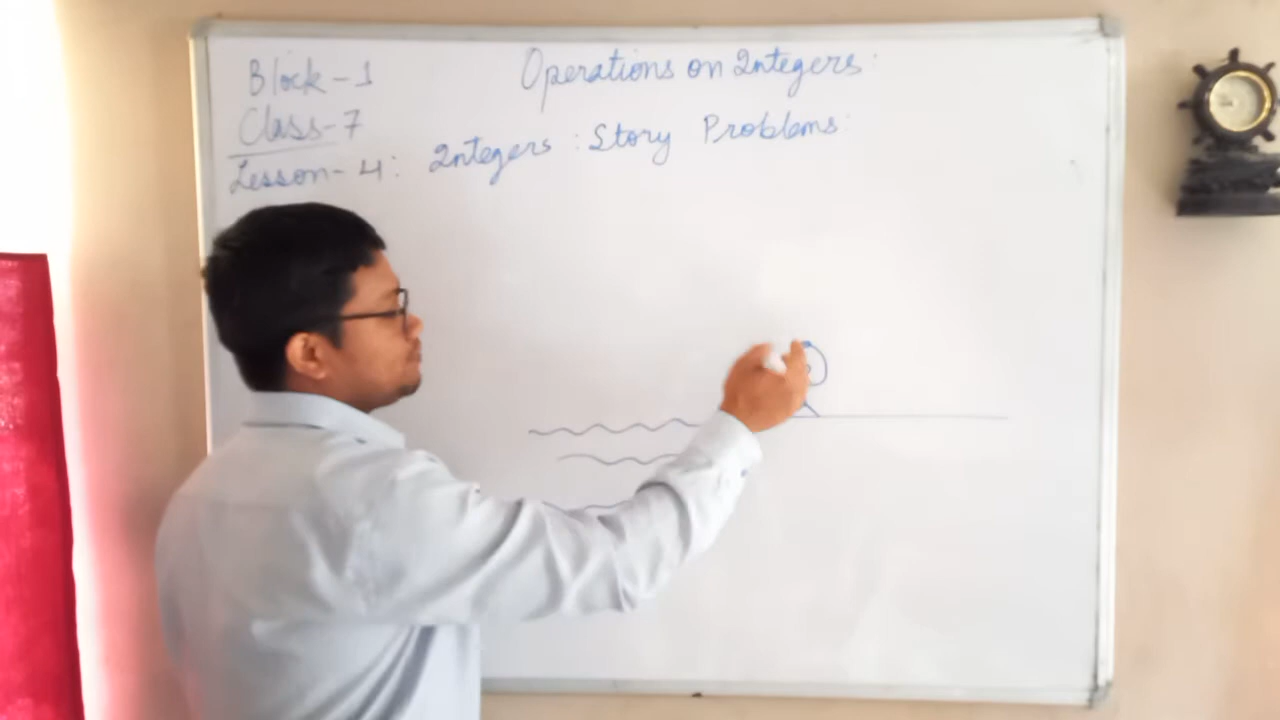 Block-1
Operations on Integers:
Class-7
Lesson-4: Integers: Story Problems: